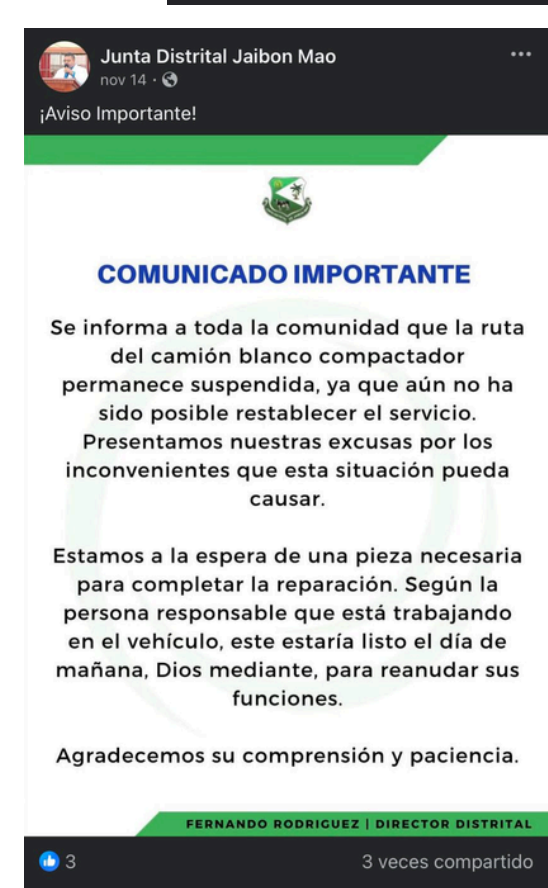 Junta Distrital Jaibon Mao
nov 14 ·
¡Aviso Importante!
COMUNICADO IMPORTANTE
Se informa a toda la comunidad que la ruta
del camión blanco compactador
permanece suspendida, ya que aún no ha
sido posible restablecer el servicio.
Presentamos nuestras excusas por los
inconvenientes que esta situación pueda
causar.
Estamos a la espera de una pieza necesaria
para completar la reparación. Según la
persona responsable que está trabajando
en el vehículo, este estaría listo el día de
mañana, Dios mediante, para reanudar sus
funciones.
Agradecemos su comprensión y paciencia.
FERNANDO RODRIGUEZ | DIRECTOR DISTRITAL
3
3 veces compartido